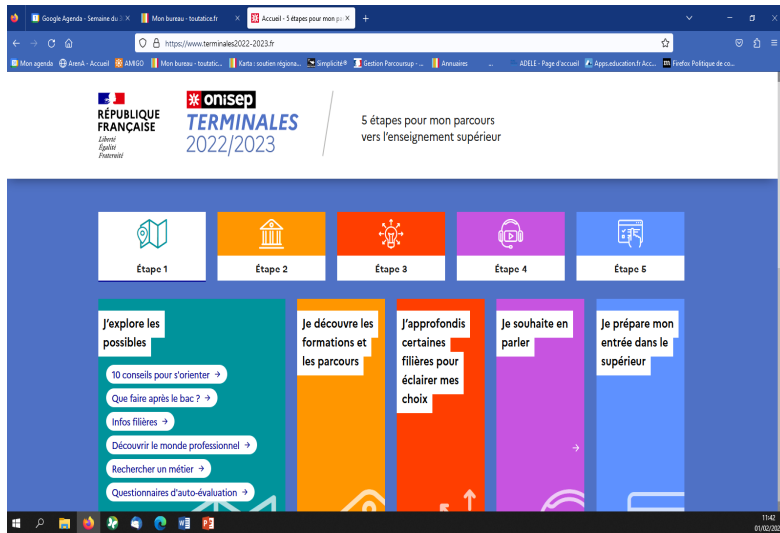 Google Agenda - Semaine du 3
Mon bureau - toutatice.fr
Accueil - 5 étapes pour mon pa
https://www.terminales2022-2023.fr
Mon agenda
ArenA - Accueil
AMIGO
Mon bureau - toutatic...
Karta : soutien régiona...
Simplicité®
Gestion Parcoursup - ...
Annuaires
...
ADELE - Page d'accueil
Apps.education.fr Acc...
Firefox Politique de co...
RÉPUBLIQUE
FRANÇAISE
Liberté
Égalité
Fraternité
onisep
TERMINALES
2022/2023
5 étapes pour mon parcours
vers l'enseignement supérieur
Étape 1
Étape 2
Étape 3
Étape 4
Étape 5
J'explore les
possibles
10 conseils pour s'orienter →
Que faire après le bac ? →
Infos filières →
Découvrir le monde professionnel →
Rechercher un métier →
Questionnaires d'auto-évaluation →
Je découvre les
formations et
les parcours
J'approfondis
certaines
filières pour
éclairer mes
choix
Je souhaite en
parler
→
Je prépare mon
entrée dans le
supérieur
11:42
01/02/202